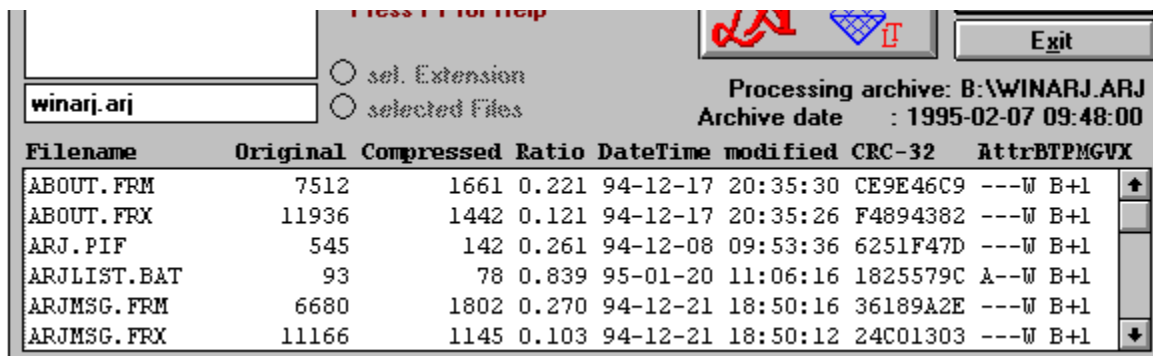 Press F1 for Help
LT
Exit
sel. Extension
selected Files
winarj.arj
Processing archive: B:\WINARJ.ARJ
Archive date : 1995-02-07 09:48:00
Filename Original Compressed Ratio DateTime modified CRC-32 AttrBTPMGVX
ABOUT.FRM 7512 1661 0.221 94-12-17 20:35:30 CE9E46C9 ---W B+1
ABOUT.FRX 11936 1442 0.121 94-12-17 20:35:26 F4894382 ---W B+1
ARJ.PIF 545 142 0.261 94-12-08 09:53:36 6251F47D ---W B+1
ARJLIST.BAT 93 78 0.839 95-01-20 11:06:16 1825579C A--W B+1
ARJMSG.FRM 6680 1802 0.270 94-12-21 18:50:16 36189A2E ---W B+1
ARJMSG.FRX 11166 1145 0.103 94-12-21 18:50:12 24C01303 ---W B+1